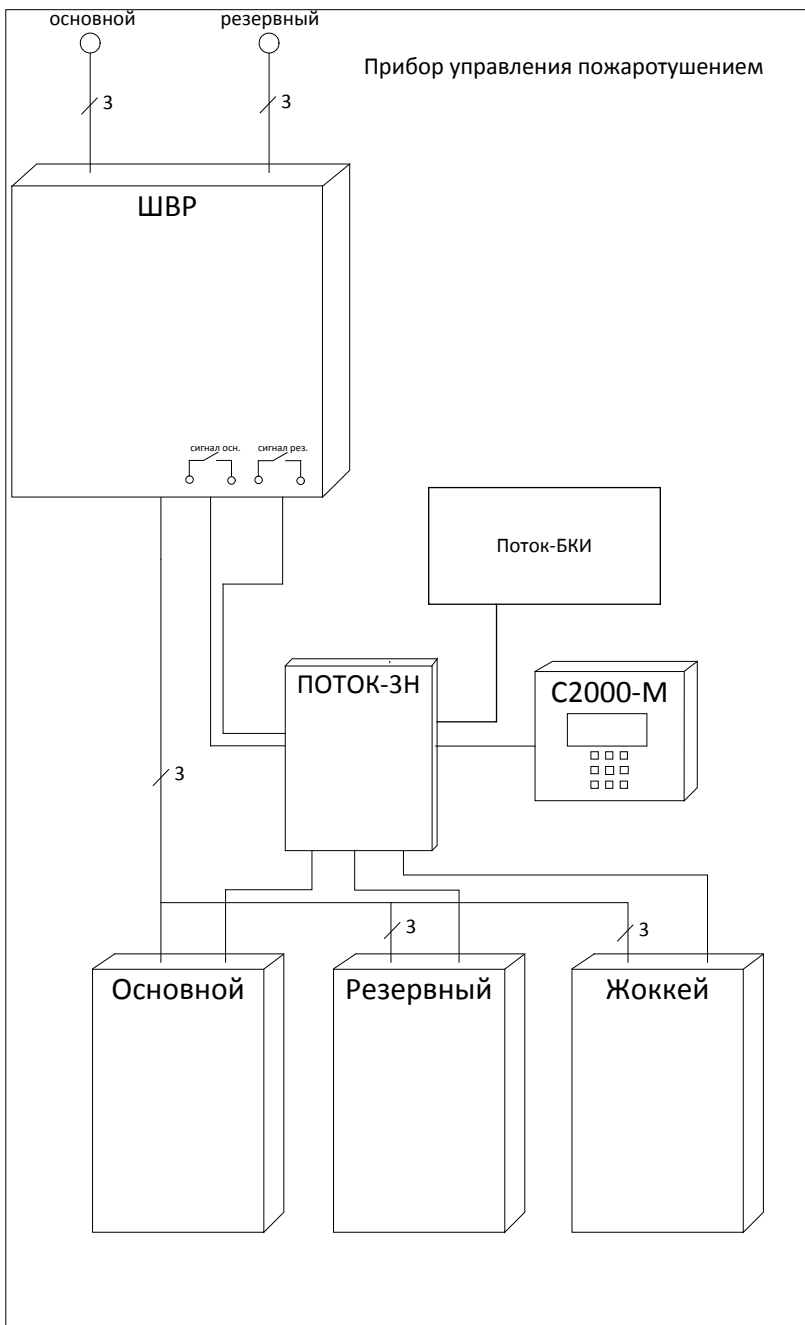 основной
резервный
Прибор управления пожаротушением
3
3
ШВР
сигнал осн.
сигнал рез.
Поток-БКИ
ПОТОК-3Н
С2000-М
3
3
3
Основной
Резервный
Жоккей